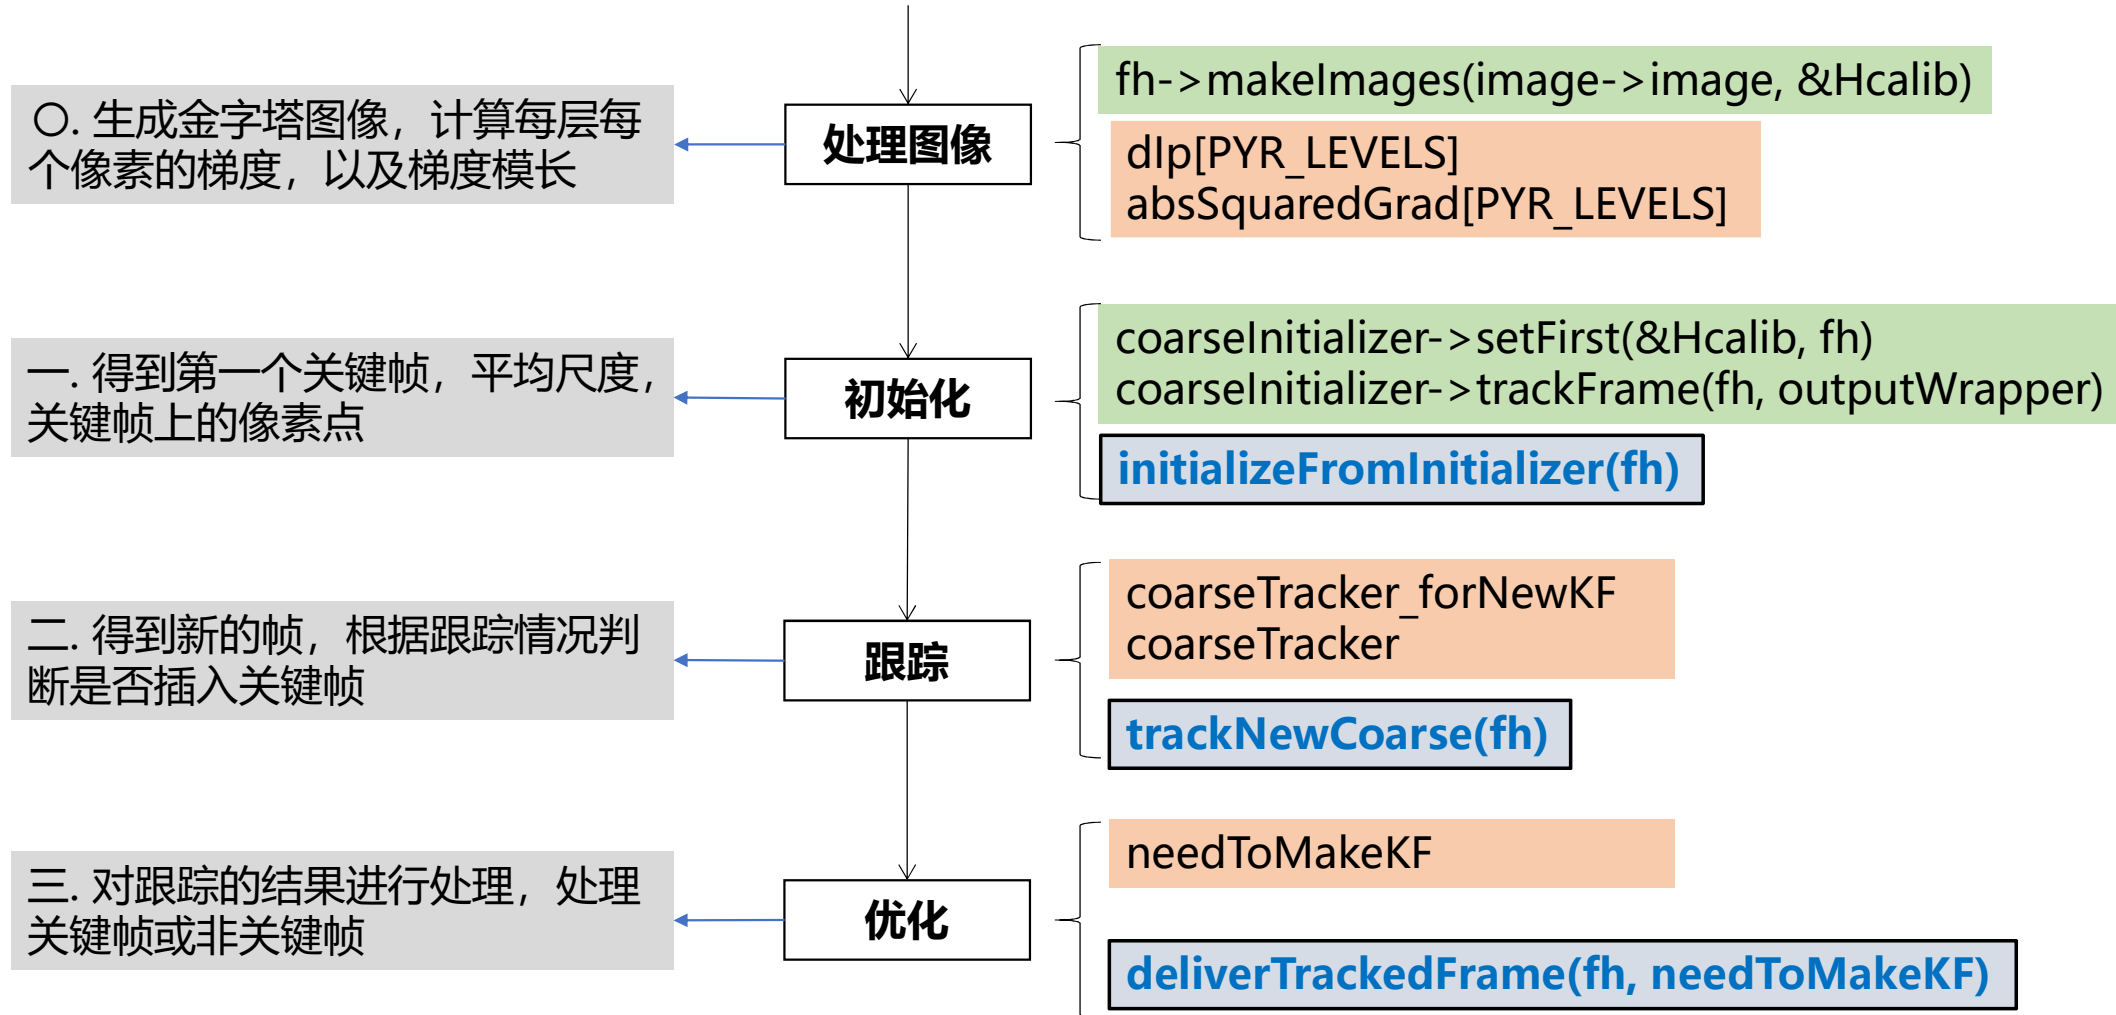 〇. 生成金字塔图像，计算每层每
个像素的梯度，以及梯度模长
处理图像
fh->makeImages(image->image, &Hcalib)
dIp[PYR_LEVELS]
absSquaredGrad[PYR_LEVELS]
一. 得到第一个关键帧，平均尺度，
关键帧上的像素点
初始化
coarseInitializer->setFirst(&Hcalib, fh)
coarseInitializer->trackFrame(fh, outputWrapper)
initializeFromInitializer(fh)
二. 得到新的帧，根据跟踪情况判
断是否插入关键帧
跟踪
coarseTracker_forNewKF
coarseTracker
trackNewCoarse(fh)
三. 对跟踪的结果进行处理，处理
关键帧或非关键帧
优化
needToMakeKF
deliverTrackedFrame(fh, needToMakeKF)